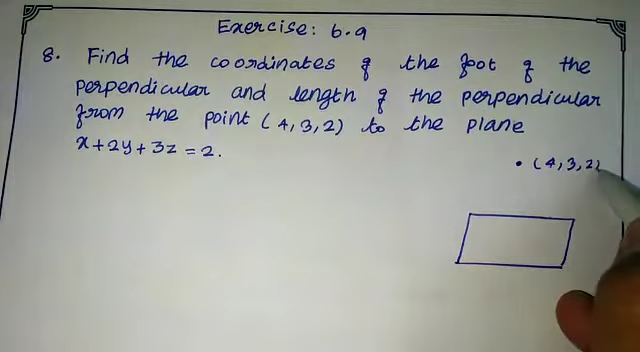 Exercise: 6.9
8. Find the coordinates of the foot of the
perpendicular and length of the perpendicular
from the point (4,3,2) to the plane
x+2y+3z=2.
• (4,3,2)